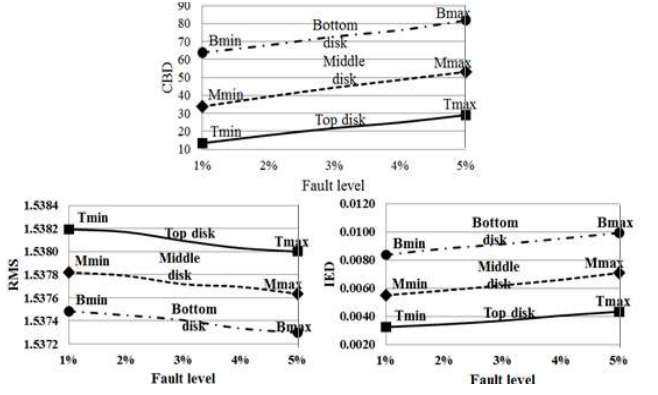 90
80
70
60
50
40
30
20
10
CBD
Bmin
Bottom
disk
Bmax
Mmin
Middle
disk
Mmax
Tmin
Top disk
Tmax
1% 2% 3% 4% 5%
Fault level
1.5384
1.5382
1.5380
1.5378
1.5376
1.5374
1.5372
RMS
Tmin
Top disk
Tmax
Mmin
Middle
disk
Mmax
Bmin
Bottom
disk
Bmax
1% 2% 3% 4% 5%
Fault level
0.0120
0.0100
0.0080
0.0060
0.0040
0.0020
IED
Bmin
Bottom
disk
Bmax
Mmin
Middle
disk
Mmax
Tmin
Top disk
Tmax
1% 2% 3% 4% 5%
Fault level